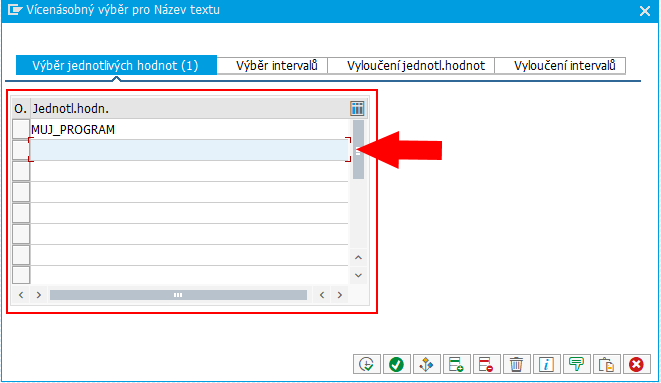 Vícenásobný výběr pro Název textu
Výběr jednotlivých hodnot (1) Výběr intervalů Vyloučení jednotl.hodnot Vyloučení intervalů
O. Jednotl.hodn.
MUJ_PROGRAM